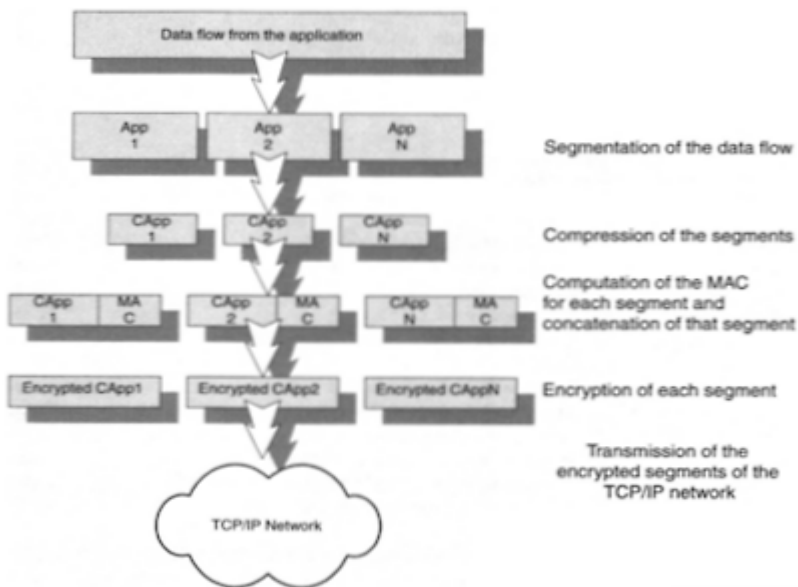 Data flow from the application
App
1
App
2
App
N
Segmentation of the data flow
CApp
1
CApp
2
CApp
N
Compression of the segments
Computation of the MAC
for each segment and
concatenation of that segment
CApp
1
MA
C
CApp
2
MA
C
CApp
N
MA
C
Encrypted CApp1
Encrypted CApp2
Encrypted CAppN
Encryption of each segment
Transmission of the
encrypted segments of the
TCP/IP network
TCP/IP Network